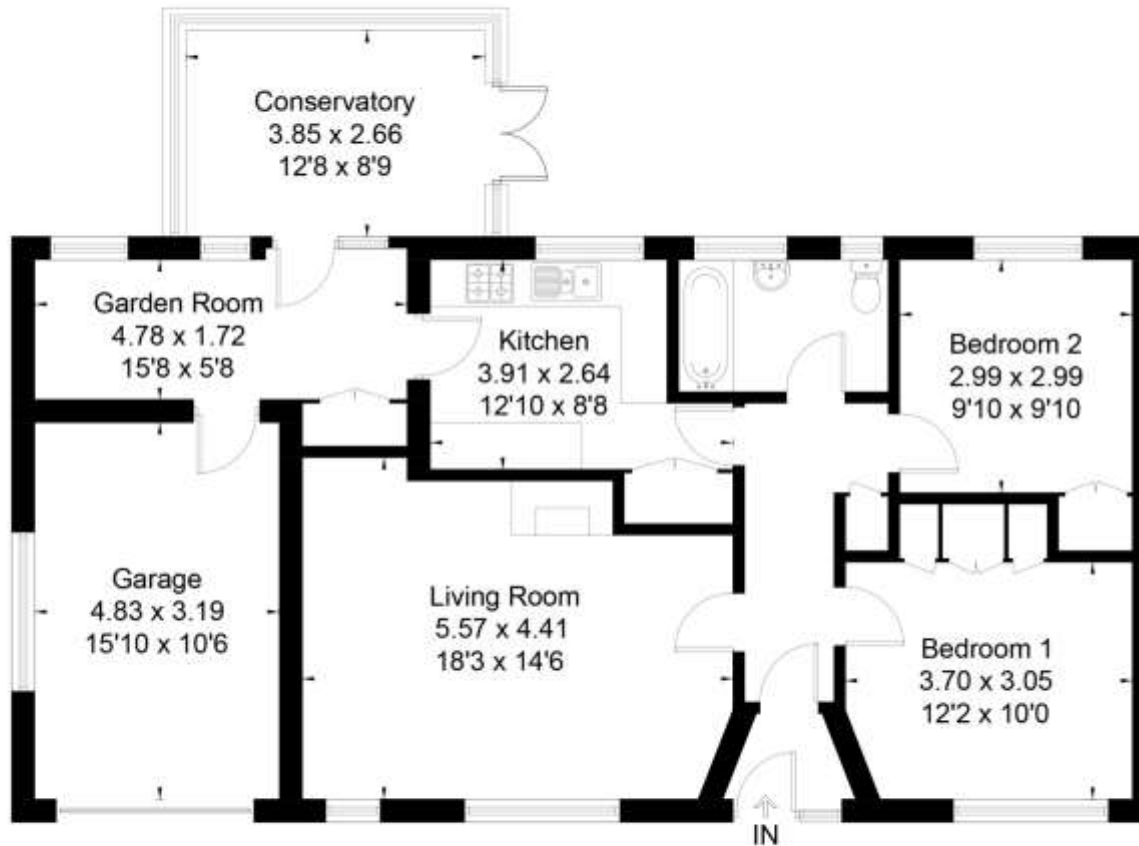 Conservatory
3.85 x 2.66
12'8 x 8'9
Garden Room
4.78 x 1.72
15'8 x 5'8
Kitchen
3.91 x 2.64
12'10 x 8'8
Bedroom 2
2.99 x 2.99
9'10 x 9'10
Garage
4.83 x 3.19
15'10 x 10'6
Living Room
5.57 x 4.41
18'3 x 14'6
Bedroom 1
3.70 x 3.05
12'2 x 10'0
IN